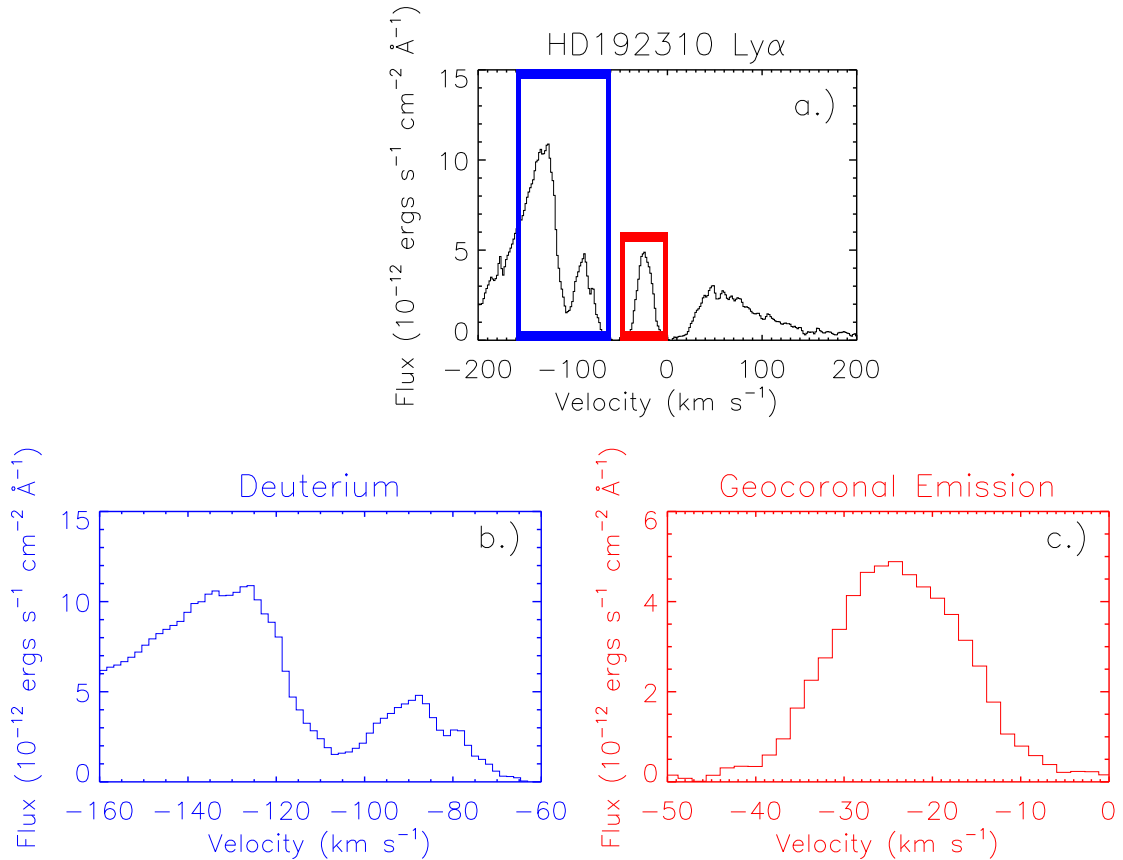 HD192310 Lyα
Flux (10⁻¹² ergs s⁻¹ cm⁻² Å⁻¹)
15
10
5
0
a.)
−200 −100 0 100 200
Velocity (km s⁻¹)
Deuterium
Flux (10⁻¹² ergs s⁻¹ cm⁻² Å⁻¹)
15
10
5
0
b.)
−160 −140 −120 −100 −80 −60
Velocity (km s⁻¹)
Geocoronal Emission
Flux (10⁻¹² ergs s⁻¹ cm⁻² Å⁻¹)
6
4
2
0
c.)
−50 −40 −30 −20 −10 0
Velocity (km s⁻¹)